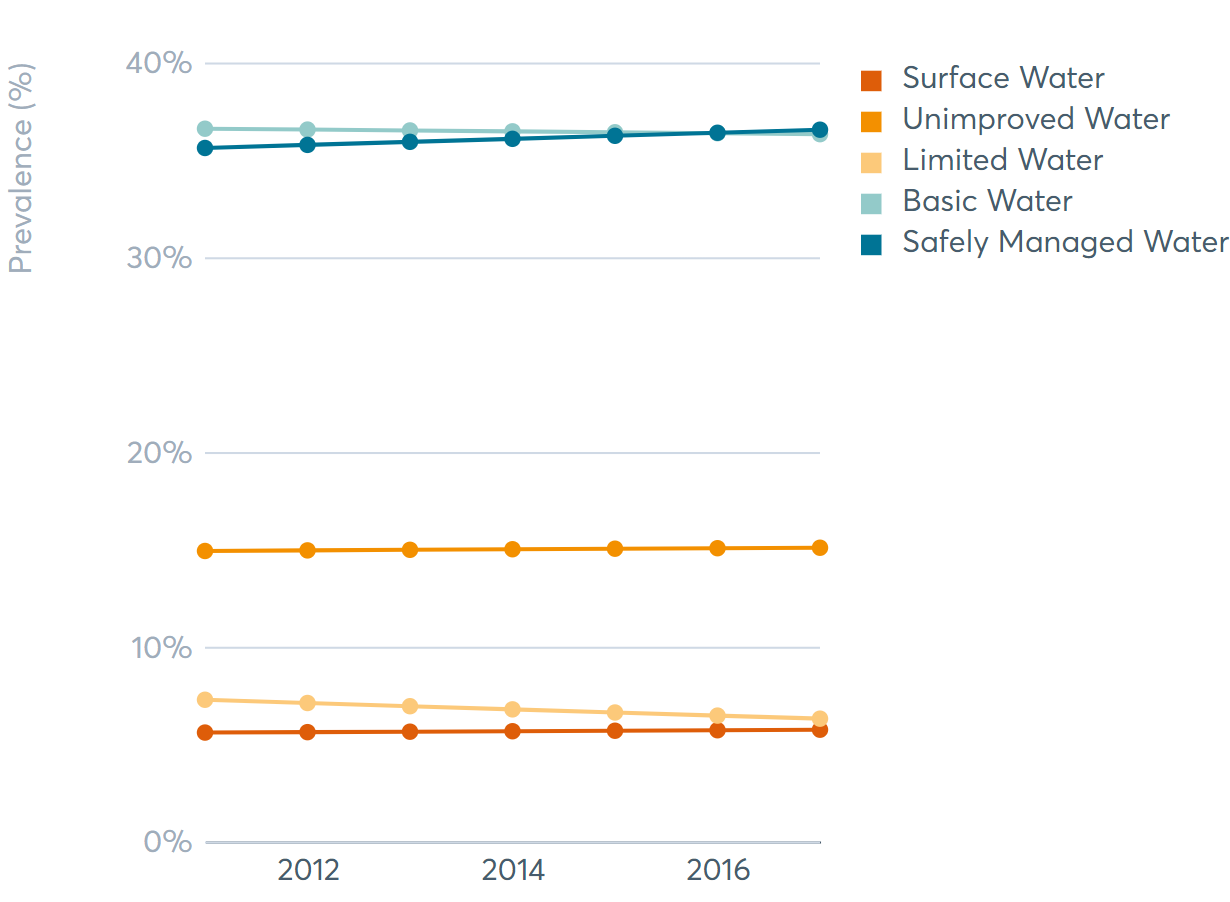 Prevalence (%)
40%
30%
20%
10%
0%
2012
2014
2016
Surface Water
Unimproved Water
Limited Water
Basic Water
Safely Managed Water